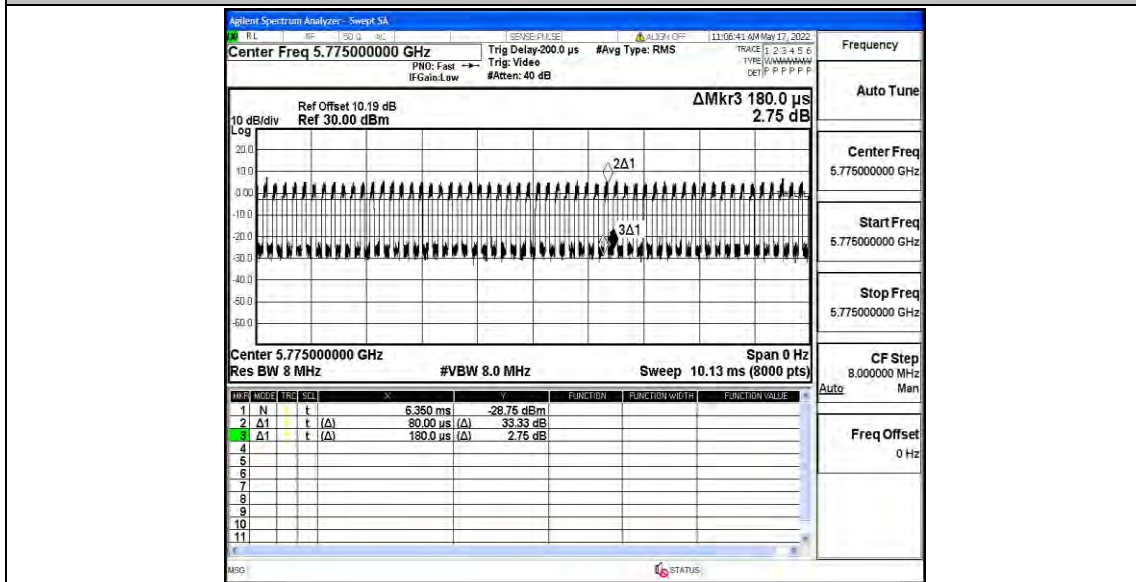 Agilent Spectrum Analyzer - Swept SA
RL RF 50 Ω AC SENSE:PULSE ALIGN OFF 11:06:41 AM May 17, 2022
Center Freq 5.775000000 GHz
PNO: Fast
IFGain:Low
Trig Delay-200.0 µs
Trig: Video
#Atten: 40 dB
#Avg Type: RMS
TRACE 1 2 3 4 5 6
TYPE
DET P P P P P P
Ref Offset 10.19 dB
10 dB/div Ref 30.00 dBm
Log
ΔMkr3 180.0 µs
2.75 dB
20.0
10.0
0.00
-10.0
-20.0
-30.0
-40.0
-50.0
-60.0
2Δ1
3Δ1
Center 5.775000000 GHz Span 0 Hz
Res BW 8 MHz #VBW 8.0 MHz Sweep 10.13 ms (8000 pts)
MKR MODE TRC SCL X Y FUNCTION FUNCTION WIDTH FUNCTION VALUE
1 N t 6.350 ms -28.75 dBm
2 Δ1 t (Δ) 80.00 µs (Δ) 33.33 dB
3 Δ1 t (Δ) 180.0 µs (Δ) 2.75 dB
4
5
6
7
8
9
10
11
MSG STATUS
Frequency
Auto Tune
Center Freq
5.775000000 GHz
Start Freq
5.775000000 GHz
Stop Freq
5.775000000 GHz
CF Step
8.000000 MHz
Auto Man
Freq Offset
0 Hz